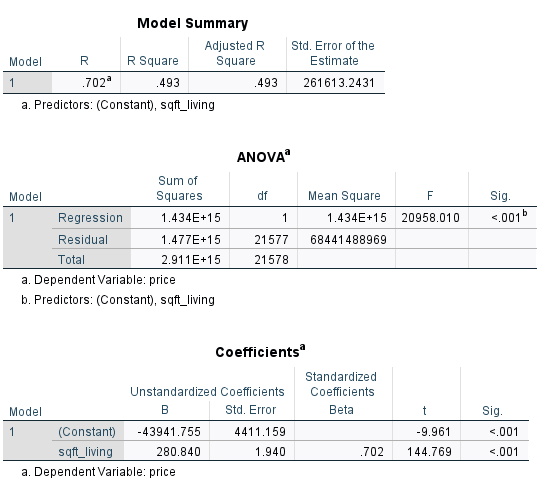 Model Summary
Model R R Square Adjusted R Square Std. Error of the Estimate
1 .702a .493 .493 261613.2431
a. Predictors: (Constant), sqft_living
ANOVAa
Model Sum of Squares df Mean Square F Sig.
1 Regression 1.434E+15 1 1.434E+15 20958.010 <.001b
Residual 1.477E+15 21577 68441488969
Total 2.911E+15 21578
a. Dependent Variable: price
b. Predictors: (Constant), sqft_living
Coefficientsa
Unstandardized Coefficients Standardized Coefficients
Model B Std. Error Beta t Sig.
1 (Constant) -43941.755 4411.159 -9.961 <.001
sqft_living 280.840 1.940 .702 144.769 <.001
a. Dependent Variable: price